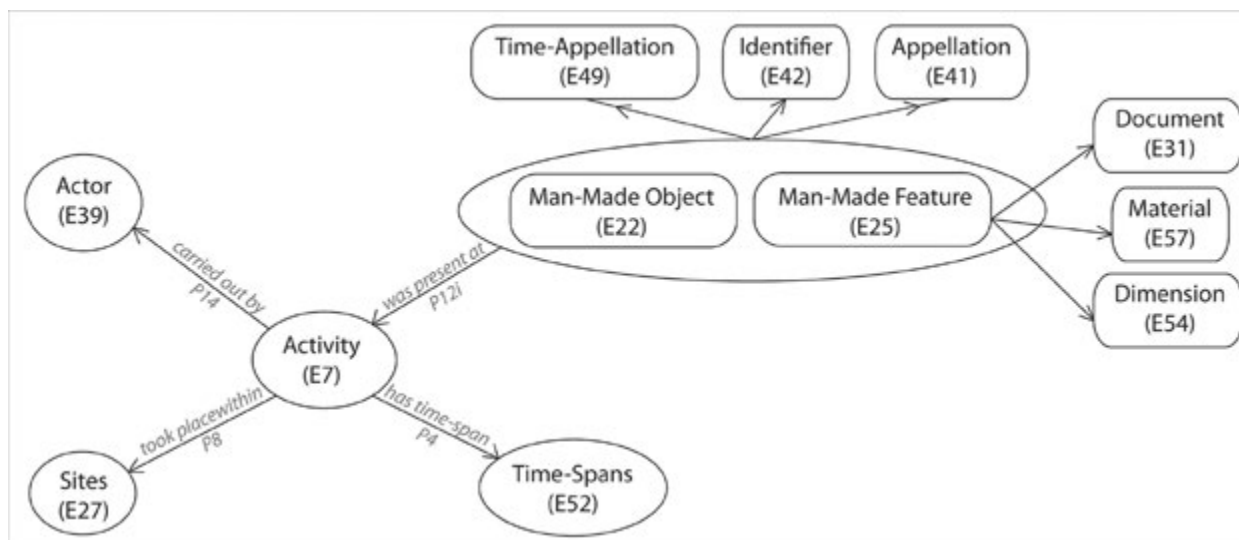 Time-Appellation
(E49)
Identifier
(E42)
Appellation
(E41)
Document
(E31)
Actor
(E39)
Man-Made Object
(E22)
Man-Made Feature
(E25)
Material
(E57)
carried out by
P14
was present at
P12i
Dimension
(E54)
Activity
(E7)
took placewithin
P8
has time-span
P4
Sites
(E27)
Time-Spans
(E52)